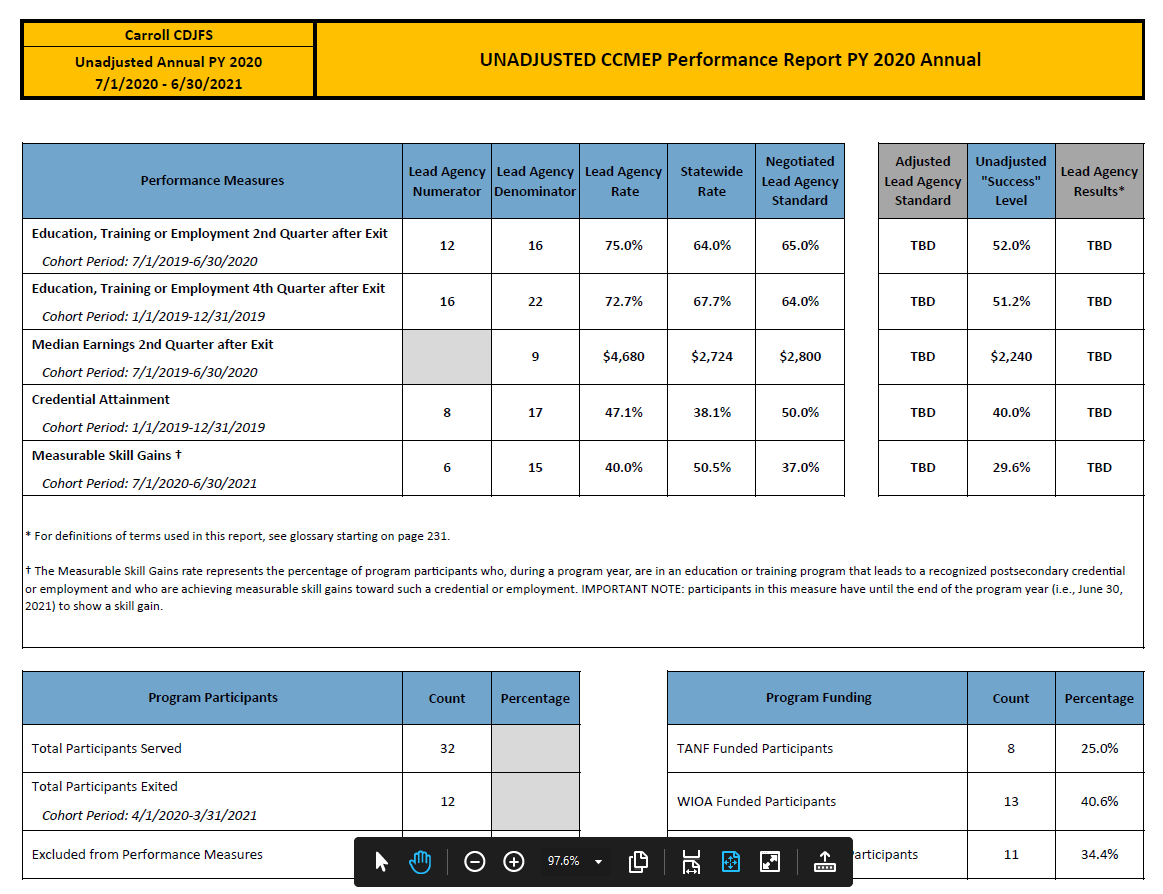 Carroll CDJFS
Unadjusted Annual PY 2020
7/1/2020 - 6/30/2021
UNADJUSTED CCMEP Performance Report PY 2020 Annual
Performance Measures
Lead Agency Numerator
Lead Agency Denominator
Lead Agency Rate
Statewide Rate
Negotiated Lead Agency Standard
Adjusted Lead Agency Standard
Unadjusted "Success" Level
Lead Agency Results*
Education, Training or Employment 2nd Quarter after Exit
Cohort Period: 7/1/2019-6/30/2020
12 16 75.0% 64.0% 65.0% TBD 52.0% TBD
Education, Training or Employment 4th Quarter after Exit
Cohort Period: 1/1/2019-12/31/2019
16 22 72.7% 67.7% 64.0% TBD 51.2% TBD
Median Earnings 2nd Quarter after Exit
Cohort Period: 7/1/2019-6/30/2020
9 $4,680 $2,724 $2,800 TBD $2,240 TBD
Credential Attainment
Cohort Period: 1/1/2019-12/31/2019
8 17 47.1% 38.1% 50.0% TBD 40.0% TBD
Measurable Skill Gains †
Cohort Period: 7/1/2020-6/30/2021
6 15 40.0% 50.5% 37.0% TBD 29.6% TBD
* For definitions of terms used in this report, see glossary starting on page 231.
† The Measurable Skill Gains rate represents the percentage of program participants who, during a program year, are in an education or training program that leads to a recognized postsecondary credential
or employment and who are achieving measurable skill gains toward such a credential or employment. IMPORTANT NOTE: participants in this measure have until the end of the program year (i.e., June 30,
2021) to show a skill gain.
Program Participants Count Percentage
Total Participants Served 32
Total Participants Exited
Cohort Period: 4/1/2020-3/31/2021
12
Excluded from Performance Measures
Program Funding Count Percentage
TANF Funded Participants 8 25.0%
WIOA Funded Participants 13 40.6%
Participants 11 34.4%
97.6%